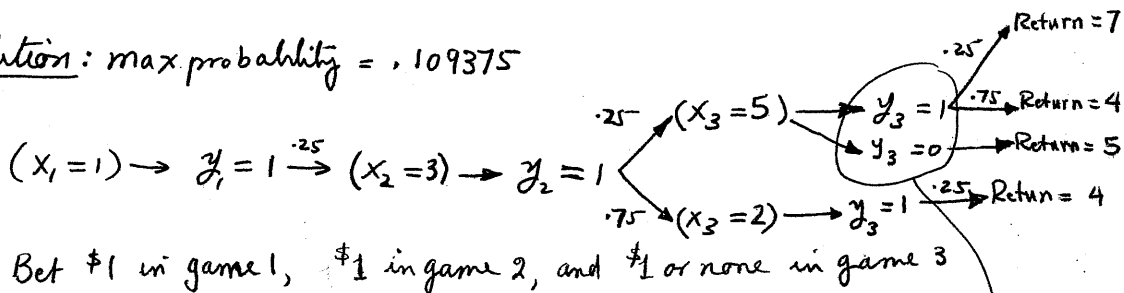 ution: max. probability = .109375
Return = 7
.25
.25 (X₃ = 5) → y₃ = 1 .75 Return = 4
y₃ = 0 → Return = 5
(X₁ = 1) → y₁ = 1 .25 → (X₂ = 3) → y₂ = 1
.75 (X₃ = 2) → y₃ = 1 .25 Return = 4
Bet $1 in game 1, $1 in game 2, and $1 or none in game 3